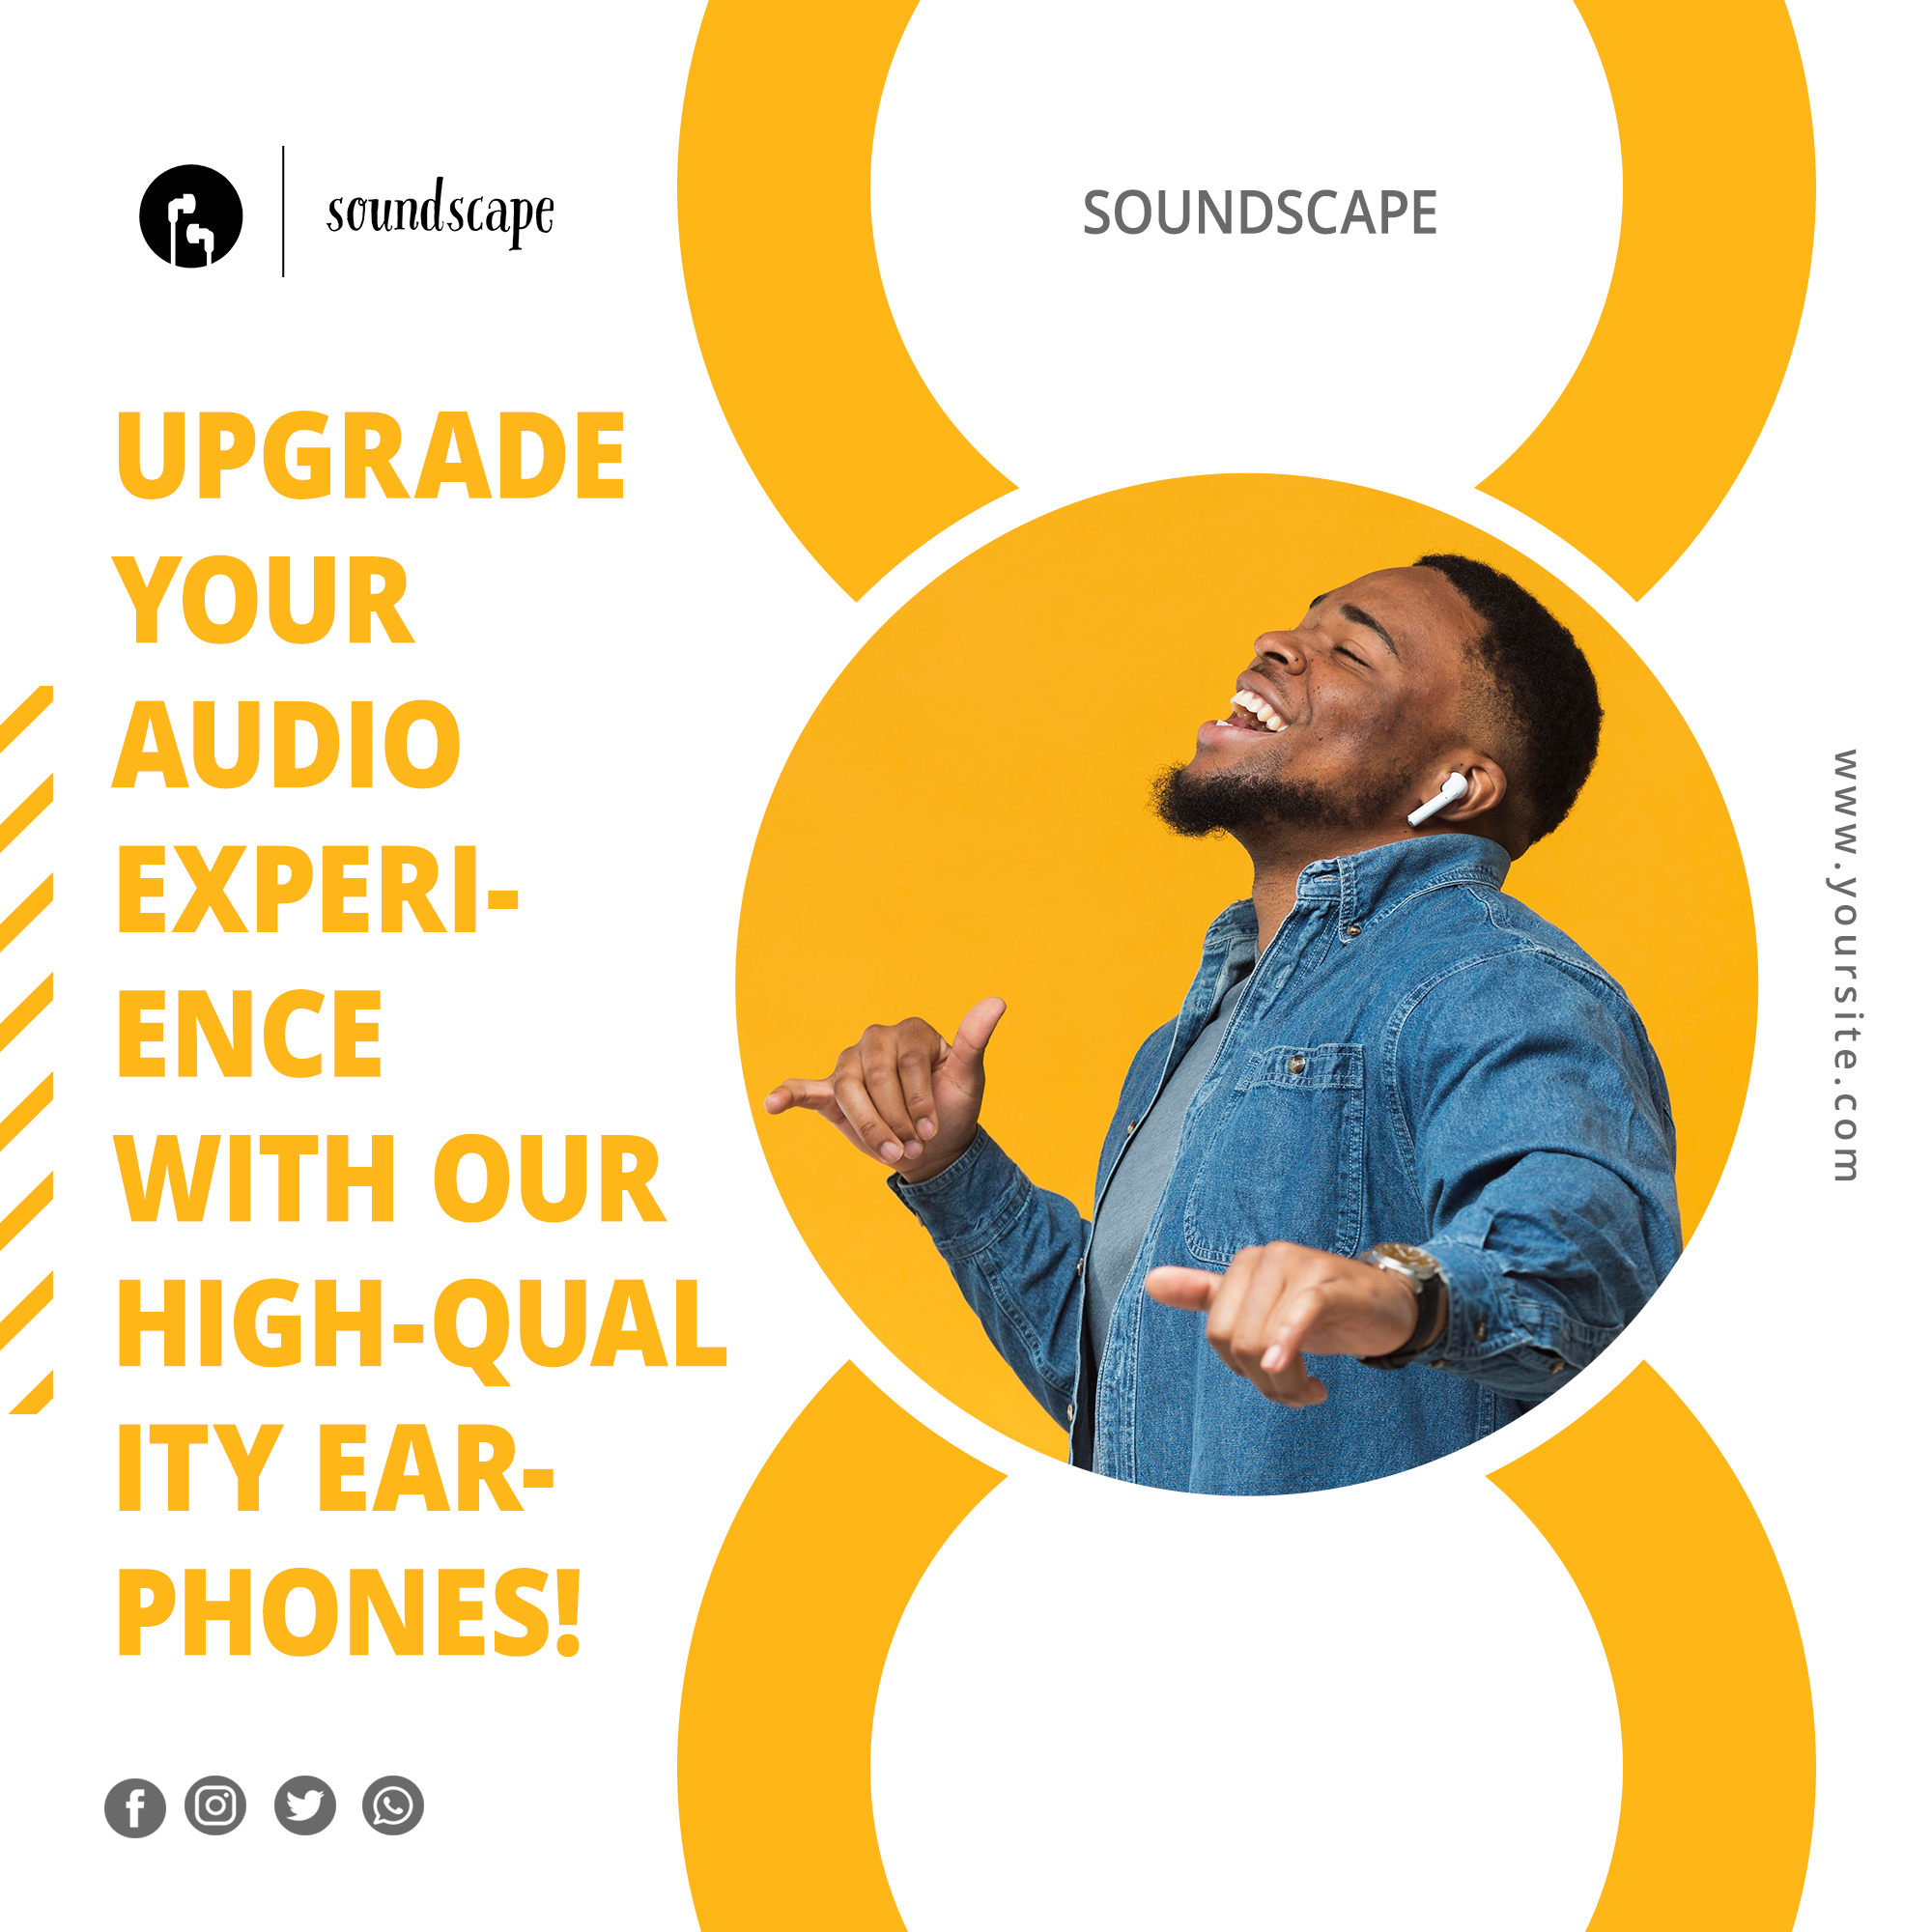 soundscape
SOUNDSCAPE
UPGRADE
YOUR
AUDIO
EXPERI-
ENCE
WITH OUR
HIGH-QUAL
ITY EAR-
PHONES!
www.yoursite.com